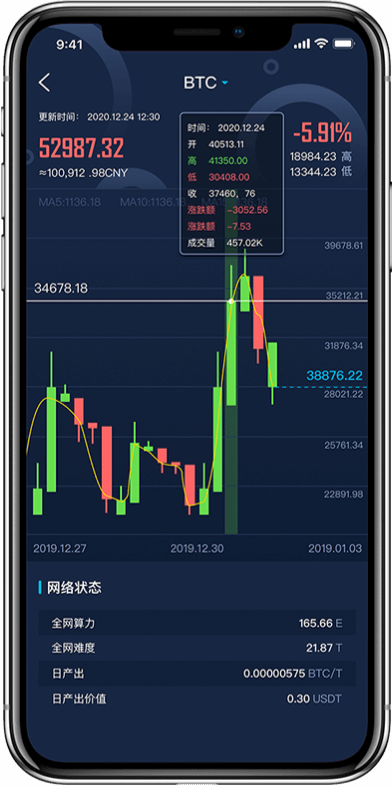 9:41
BTC
更新时间： 2020.12.24 12:30
52987.32
≈100,912 .98CNY
-5.91%
18984.23 高
13344.23 低
时间： 2020.12.24
开 40513.11
高 41350.00
低 30408.00
收 37460，76
涨跌额 -3052.56
涨跌额 -7.53
成交量 457.02K
MA5:1136.18 MA10:1136.18
39678.61
34678.18
35212.21
31876.34
38876.22
28021.22
25761.34
22891.98
2019.12.27 2019.12.30 2019.01.03
网络状态
全网算力 165.66 E
全网难度 21.87 T
日产出 0.00000575 BTC/T
日产出价值 0.30 USDT